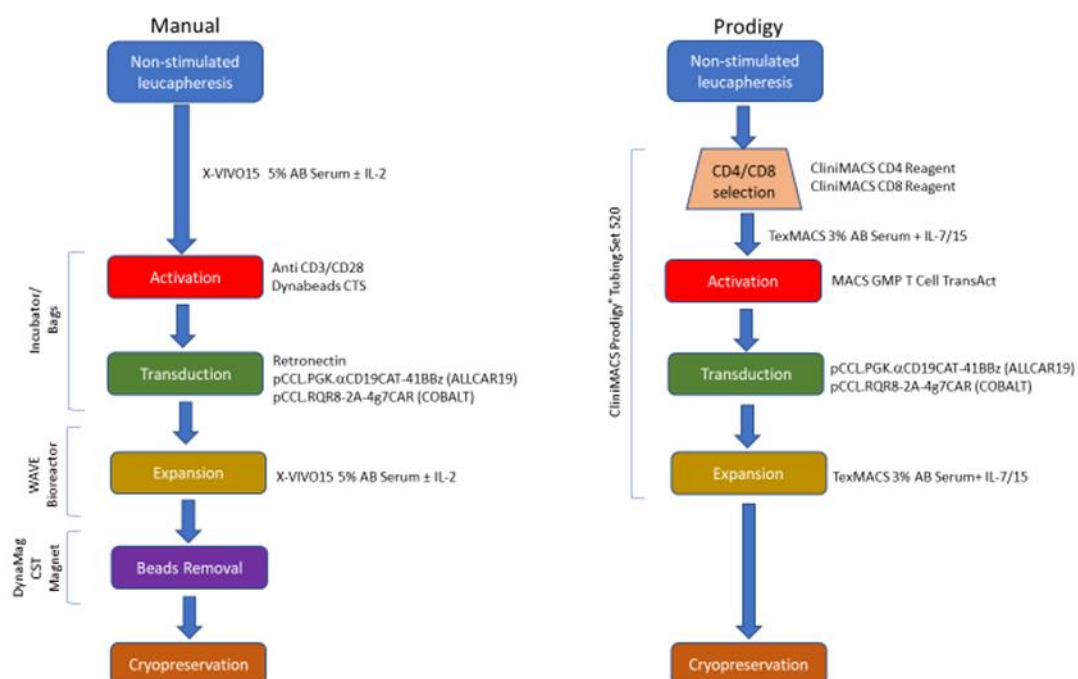 Manual
Non-stimulated
leucapheresis
X-VIVO15 5% AB Serum ± IL-2
Incubator/
Bags
Activation
Anti CD3/CD28
Dynabeads CTS
Transduction
Retronectin
pCCL.PGK.αCD19CAT-41BBz (ALLCAR19)
pCCL.RQR8-2A-4g7CAR (COBALT)
WAVE
Bioreactor
Expansion
X-VIVO15 5% AB Serum ± IL-2
DynaMag
CST
Magnet
Beads Removal
Cryopreservation
Prodigy
Non-stimulated
leucapheresis
CliniMACS Prodigy® Tubing Set 520
CD4/CD8
selection
CliniMACS CD4 Reagent
CliniMACS CD8 Reagent
TexMACS 3% AB Serum + IL-7/15
Activation
MACS GMP T Cell TransAct
Transduction
pCCL.PGK.αCD19CAT-41BBz (ALLCAR19)
pCCL.RQR8-2A-4g7CAR (COBALT)
Expansion
TexMACS 3% AB Serum+ IL-7/15
Cryopreservation